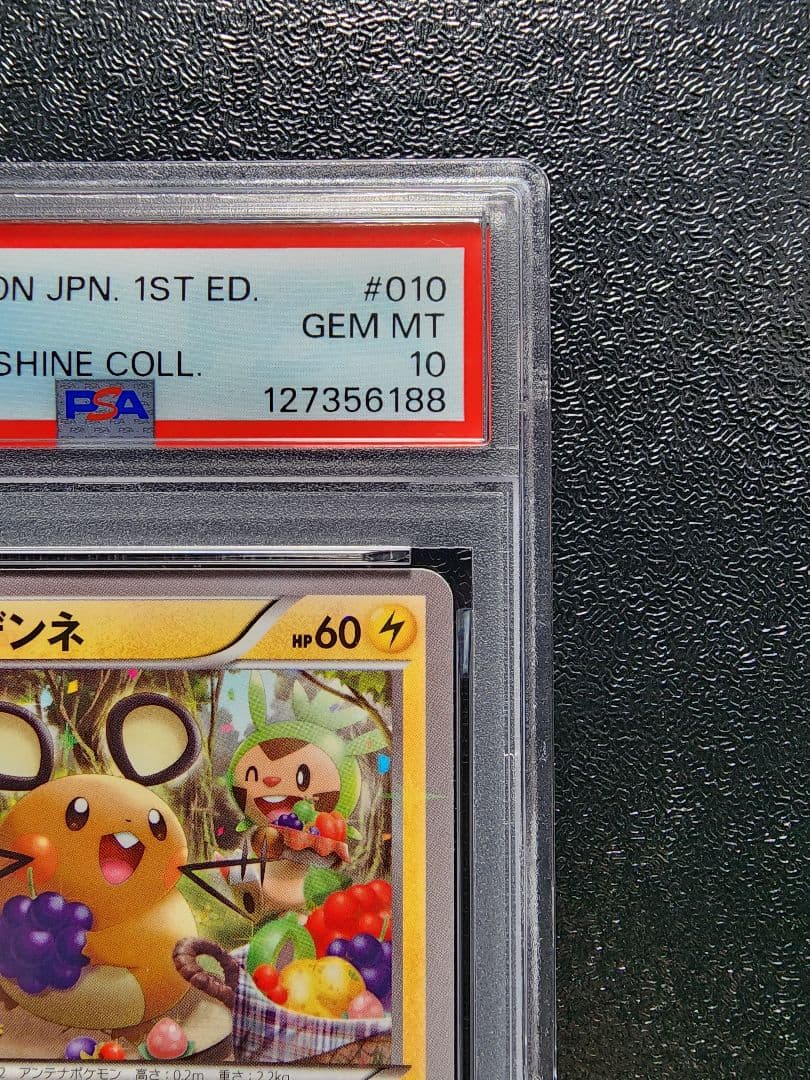 ON JPN. 1ST ED. #010
GEM MT
SHINE COLL. 10
PSA
127356188
デンネ HP60
アンテナポケモン 高さ：0.2m 重さ：2.2kg